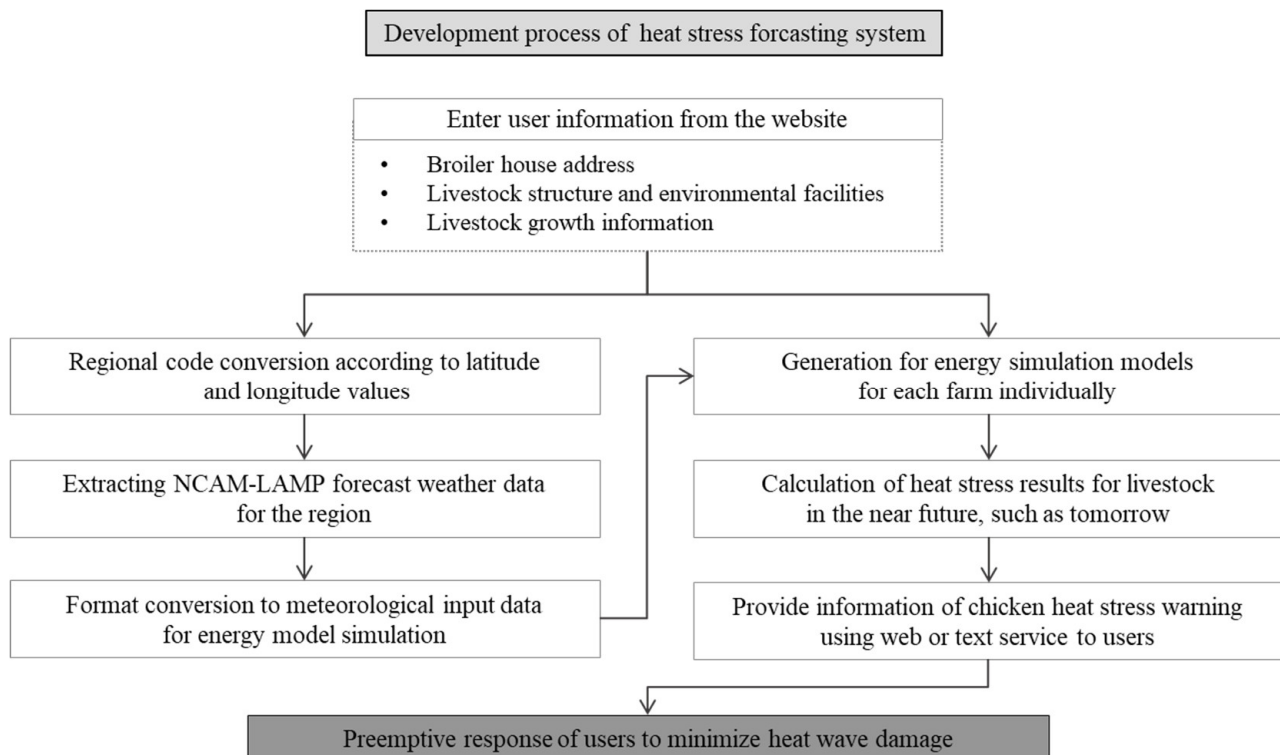 Development process of heat stress forcasting system
Enter user information from the website
• Broiler house address
• Livestock structure and environmental facilities
• Livestock growth information
Regional code conversion according to latitude
and longitude values
Extracting NCAM-LAMP forecast weather data
for the region
Format conversion to meteorological input data
for energy model simulation
Generation for energy simulation models
for each farm individually
Calculation of heat stress results for livestock
in the near future, such as tomorrow
Provide information of chicken heat stress warning
using web or text service to users
Preemptive response of users to minimize heat wave damage